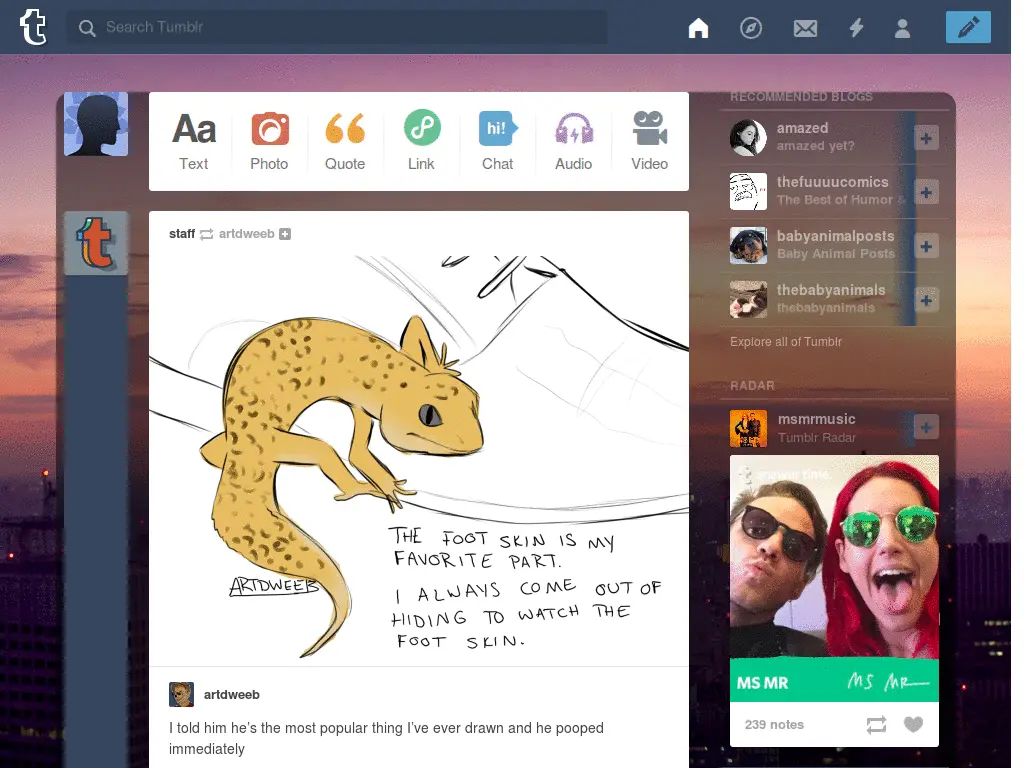 Search Tumblr
Aa
hi!
Text
Photo
Quote
Link
Chat
Audio
Video
staff artdweeb
THE FOOT SKIN IS MY
FAVORITE PART.
I ALWAYS COME OUT OF
HIDING TO WATCH THE
FOOT SKIN.
ARTDWEEB
artdweeb
I told him he's the most popular thing I've ever drawn and he pooped
immediately
RECOMMENDED BLOGS
amazed
amazed yet?
thefuuuucomics
The Best of Humor &
babyanimalposts
Baby Animal Posts
thebabyanimals
thebabyanimals
Explore all of Tumblr
RADAR
msmrmusic
Tumblr Radar
answer time.
MS MR
MS MR
239 notes